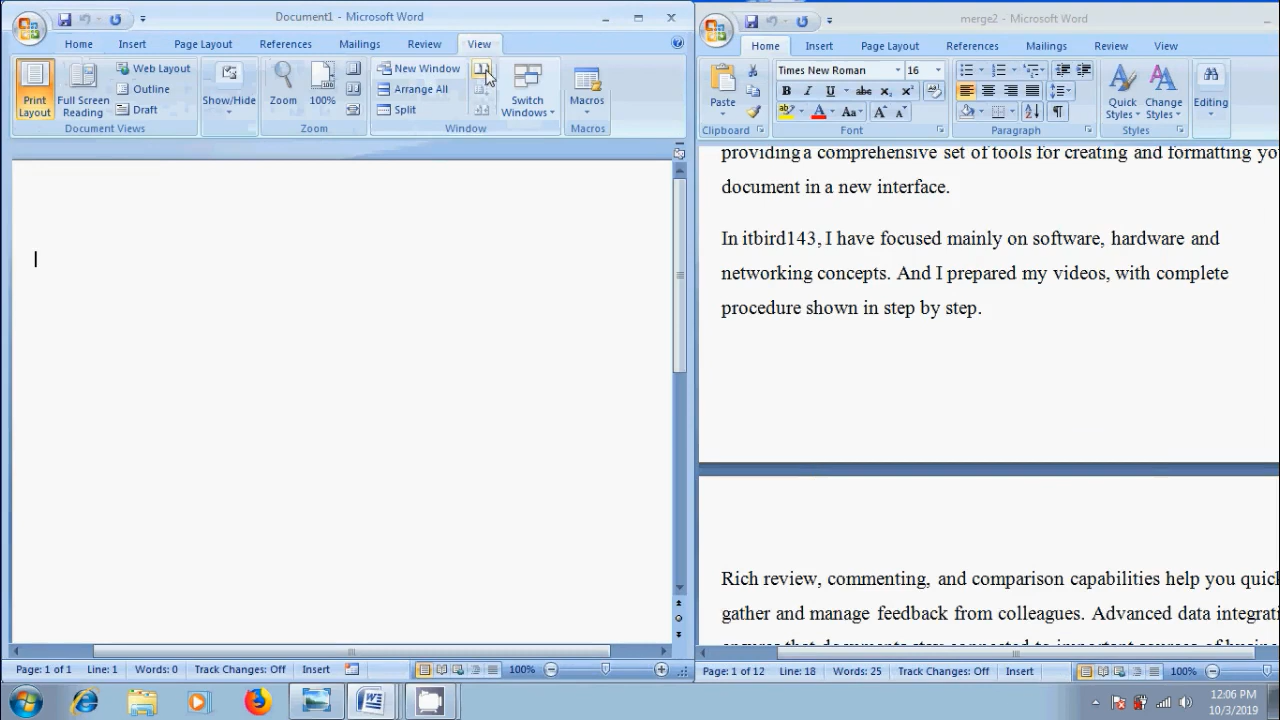 Document1 - Microsoft Word
Home Insert Page Layout References Mailings Review View
Print Layout
Full Screen Reading
Web Layout
Outline
Draft
Document Views
Show/Hide
Zoom
100%
Zoom
New Window
Arrange All
Split
Switch Windows
Window
Macros
Macros
Page: 1 of 1 Line: 1 Words: 0 Track Changes: Off Insert 100%
merge2 - Microsoft Word
Home Insert Page Layout References Mailings Review View
Paste
Clipboard
Times New Roman 16
B I U abc x₂ x²
ab A Aa A A
Font
Paragraph
Quick Styles
Change Styles
Styles
Editing
providing a comprehensive set of tools for creating and formatting yo
document in a new interface.
In itbird143, I have focused mainly on software, hardware and
networking concepts. And I prepared my videos, with complete
procedure shown in step by step.
Rich review, commenting, and comparison capabilities help you quic
gather and manage feedback from colleagues. Advanced data integrati
Page: 1 of 12 Line: 18 Words: 25 Track Changes: Off Insert 100%
12:06 PM
10/3/2019